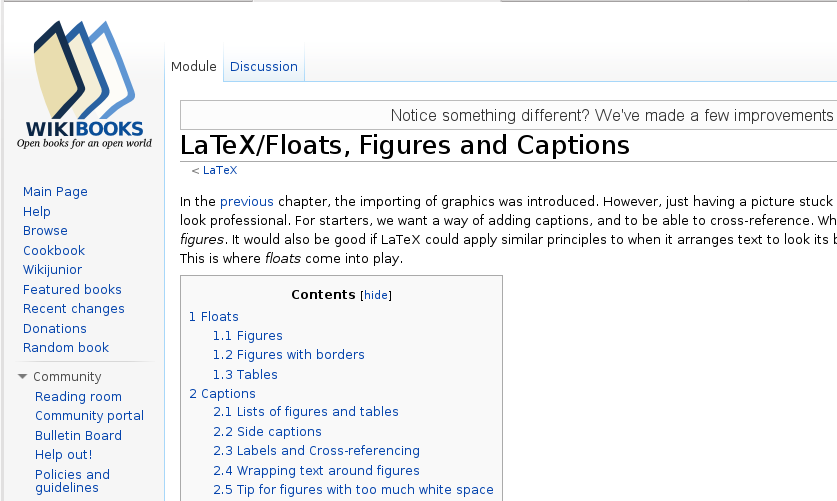 WIKIBOOKS
Open books for an open world
Main Page
Help
Browse
Cookbook
Wikijunior
Featured books
Recent changes
Donations
Random book
Community
Reading room
Community portal
Bulletin Board
Help out!
Policies and
guidelines
Module
Discussion
Notice something different? We've made a few improvements
LaTeX/Floats, Figures and Captions
< LaTeX
In the previous chapter, the importing of graphics was introduced. However, just having a picture stuck
look professional. For starters, we want a way of adding captions, and to be able to cross-reference. Wh
figures. It would also be good if LaTeX could apply similar principles to when it arranges text to look its b
This is where floats come into play.
Contents [hide]
1 Floats
1.1 Figures
1.2 Figures with borders
1.3 Tables
2 Captions
2.1 Lists of figures and tables
2.2 Side captions
2.3 Labels and Cross-referencing
2.4 Wrapping text around figures
2.5 Tip for figures with too much white space